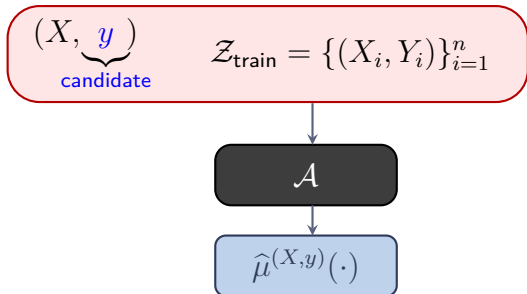 (X, y)    𝒵_train = {(X_i, Y_i)}_{i=1}^n
candidate
𝒜
μ̂^{(X,y)}(·)